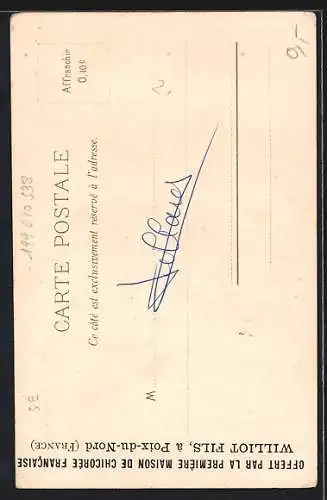 CARTE POSTALE
Ce côté est exclusivement réservé à l'adresse.
Affranchir
0,10c
M
OFFERT PAR LA PREMIÈRE MAISON DE CHICORÉE FRANÇAISE
WILLIOT FILS, à Poix-du-Nord (FRANCE)
9,-